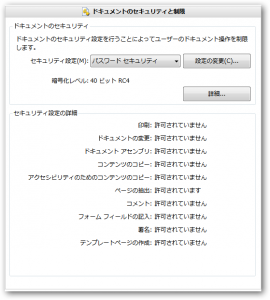 ドキュメントのセキュリティと制限
ドキュメントのセキュリティ
ドキュメントのセキュリティ設定を行うことによってユーザーのドキュメント操作を制限
します。
セキュリティ設定(M): パスワード セキュリティ 設定の変更(C)...
暗号化レベル: 40 ビット RC4
詳細...
セキュリティ設定の詳細
印刷: 許可されていません
ドキュメントの変更: 許可されていません
ドキュメント アセンブリ: 許可されていません
コンテンツのコピー: 許可されていません
アクセシビリティのためのコンテンツのコピー: 許可されていません
ページの抽出: 許可されています
コメント: 許可されていません
フォーム フィールドの記入: 許可されていません
署名: 許可されていません
テンプレートページの作成: 許可されていません